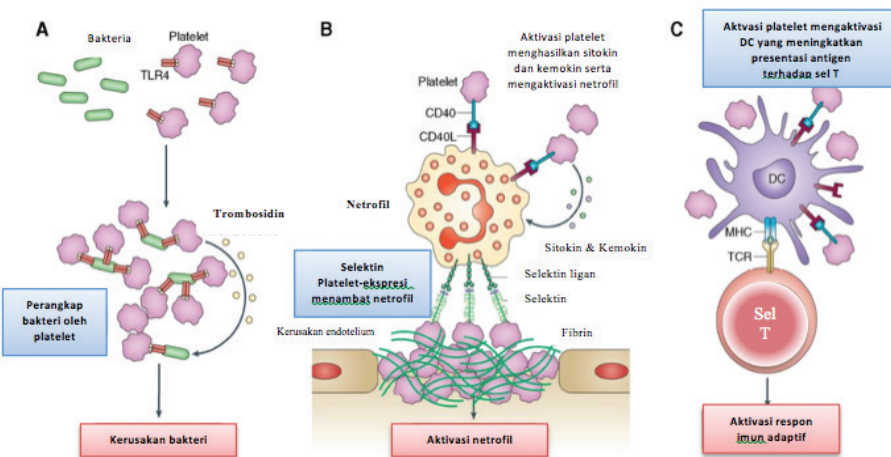 A
Bakteria
Platelet
TLR4
Trombosidin
Perangkap
bakteri oleh
platelet
Kerusakan bakteri
B
Aktivasi platelet
menghasilkan sitokin
dan kemokin serta
mengaktivasi netrofil
Platelet
CD40
CD40L
Netrofil
Sitokin & Kemokin
Selektin
Platelet-ekspresi
menambat netrofil
Selektin ligan
Selektin
Kerusakan endotelium
Fibrin
Aktivasi netrofil
C
Aktvasi platelet mengaktivasi
DC yang meningkatkan
presentasi antigen
terhadap sel T
DC
MHC
TCR
Sel
T
Aktivasi respon
imun adaptif